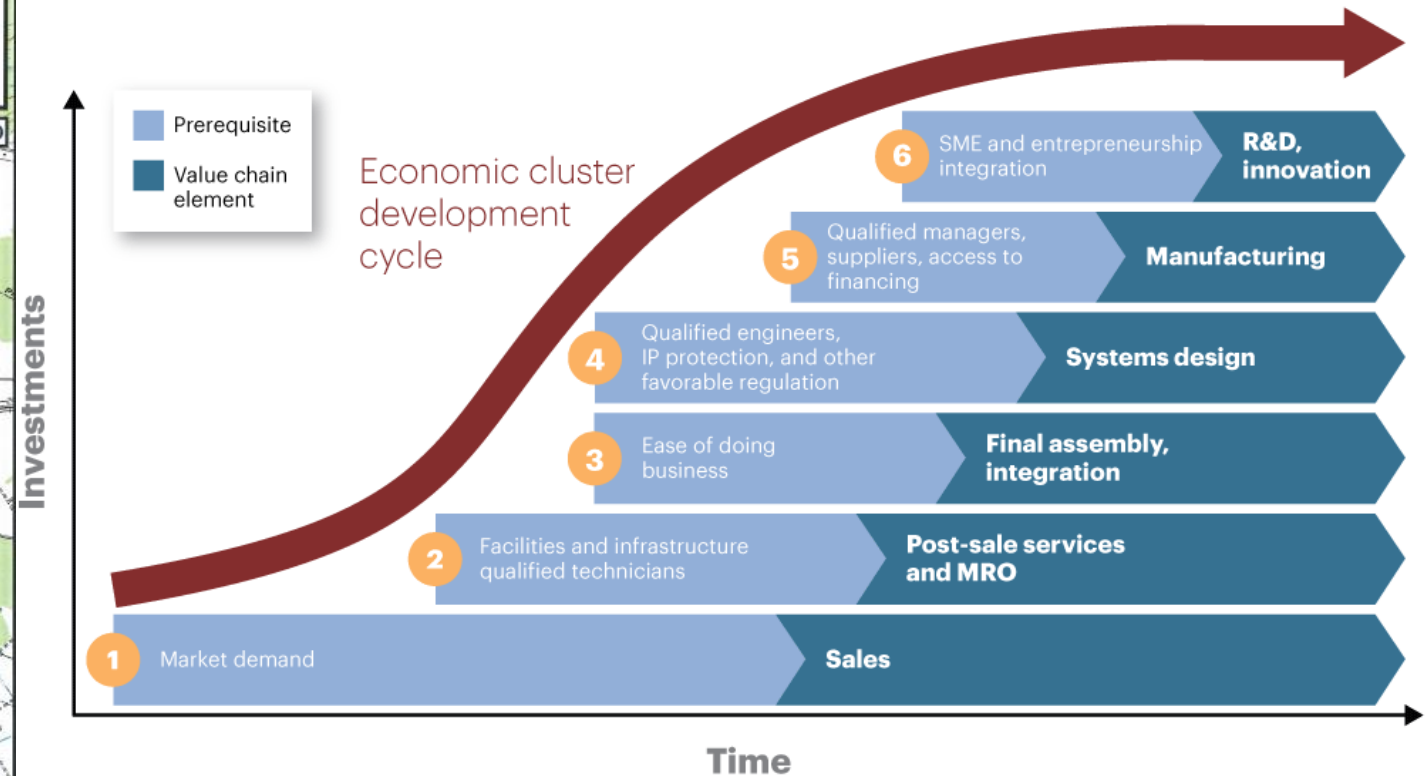 Prerequisite
Value chain
element
Economic cluster
development
cycle
Investments
6
SME and entrepreneurship
integration
R&D,
innovation
5
Qualified managers,
suppliers, access to
financing
Manufacturing
4
Qualified engineers,
IP protection, and other
favorable regulation
Systems design
3
Ease of doing
business
Final assembly,
integration
2
Facilities and infrastructure
qualified technicians
Post-sale services
and MRO
1
Market demand
Sales
Time